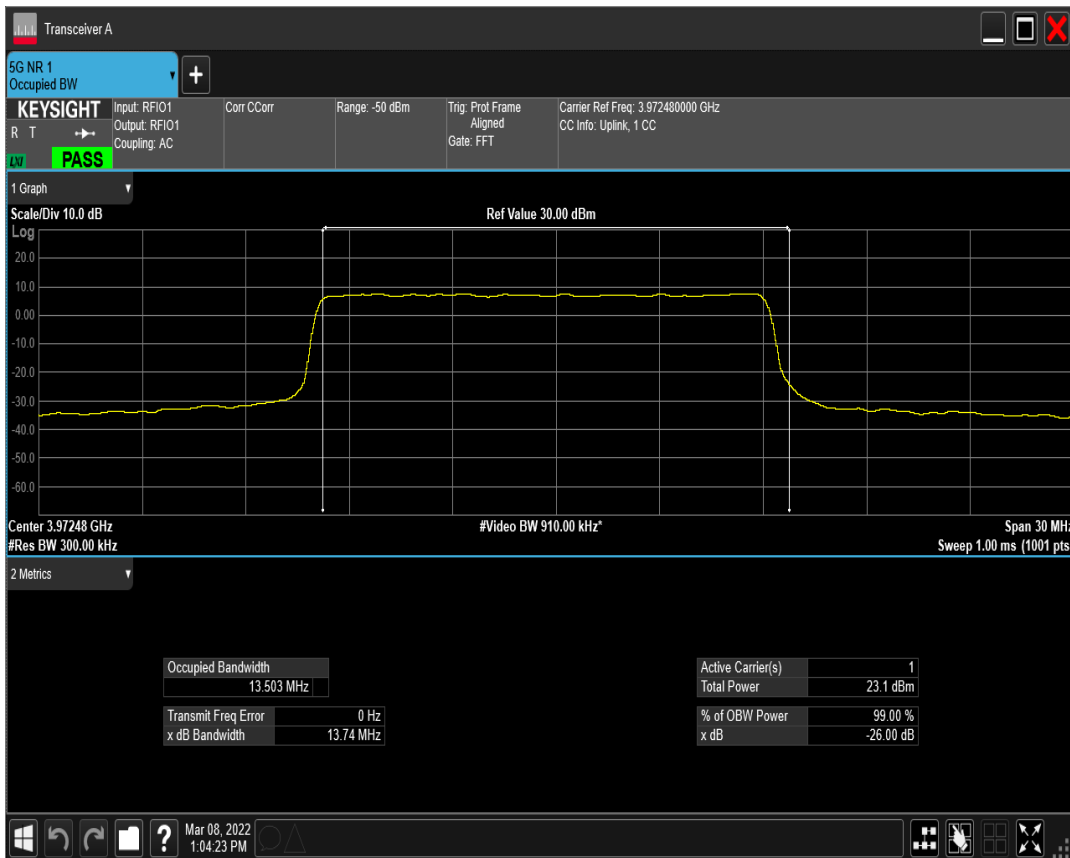 Transceiver A
5G NR 1
Occupied BW
+
KEYSIGHT
R T
LXI
PASS
Input: RFIO1
Output: RFIO1
Coupling: AC
Corr CCorr
Range: -50 dBm
Trig: Prot Frame
Aligned
Gate: FFT
Carrier Ref Freq: 3.972480000 GHz
CC Info: Uplink, 1 CC
1 Graph
Scale/Div 10.0 dB
Ref Value 30.00 dBm
Log
20.0
10.0
0.00
-10.0
-20.0
-30.0
-40.0
-50.0
-60.0
Center 3.97248 GHz
#Video BW 910.00 kHz*
Span 30 MHz
#Res BW 300.00 kHz
Sweep 1.00 ms (1001 pts
2 Metrics
Occupied Bandwidth
13.503 MHz
Transmit Freq Error 0 Hz
x dB Bandwidth 13.74 MHz
Active Carrier(s) 1
Total Power 23.1 dBm
% of OBW Power 99.00 %
x dB -26.00 dB
?
Mar 08, 2022
1:04:23 PM